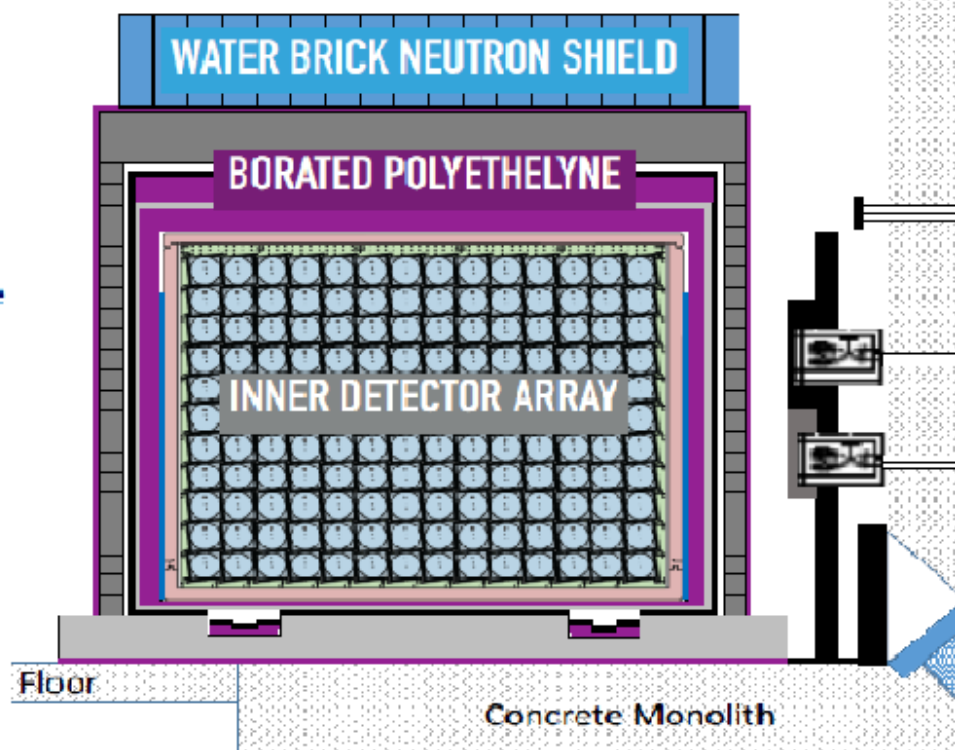 WATER BRICK NEUTRON SHIELD
BORATED POLYETHELYNE
INNER DETECTOR ARRAY
Floor
Concrete Monolith